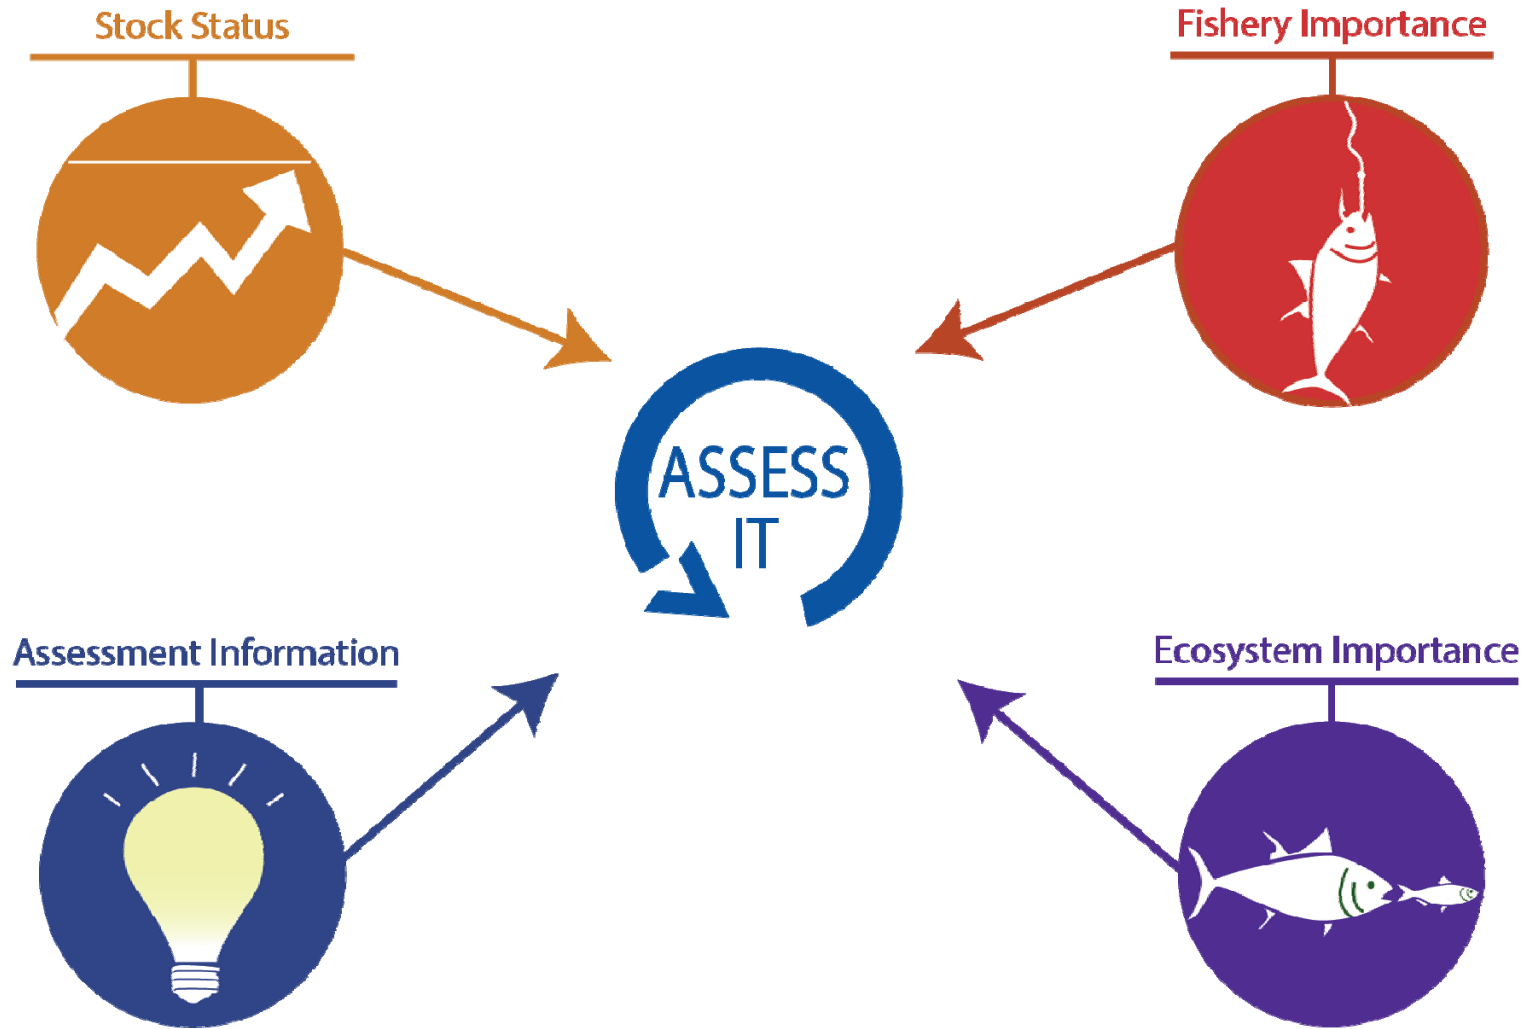 Stock Status
Fishery Importance
ASSESS
IT
Assessment Information
Ecosystem Importance